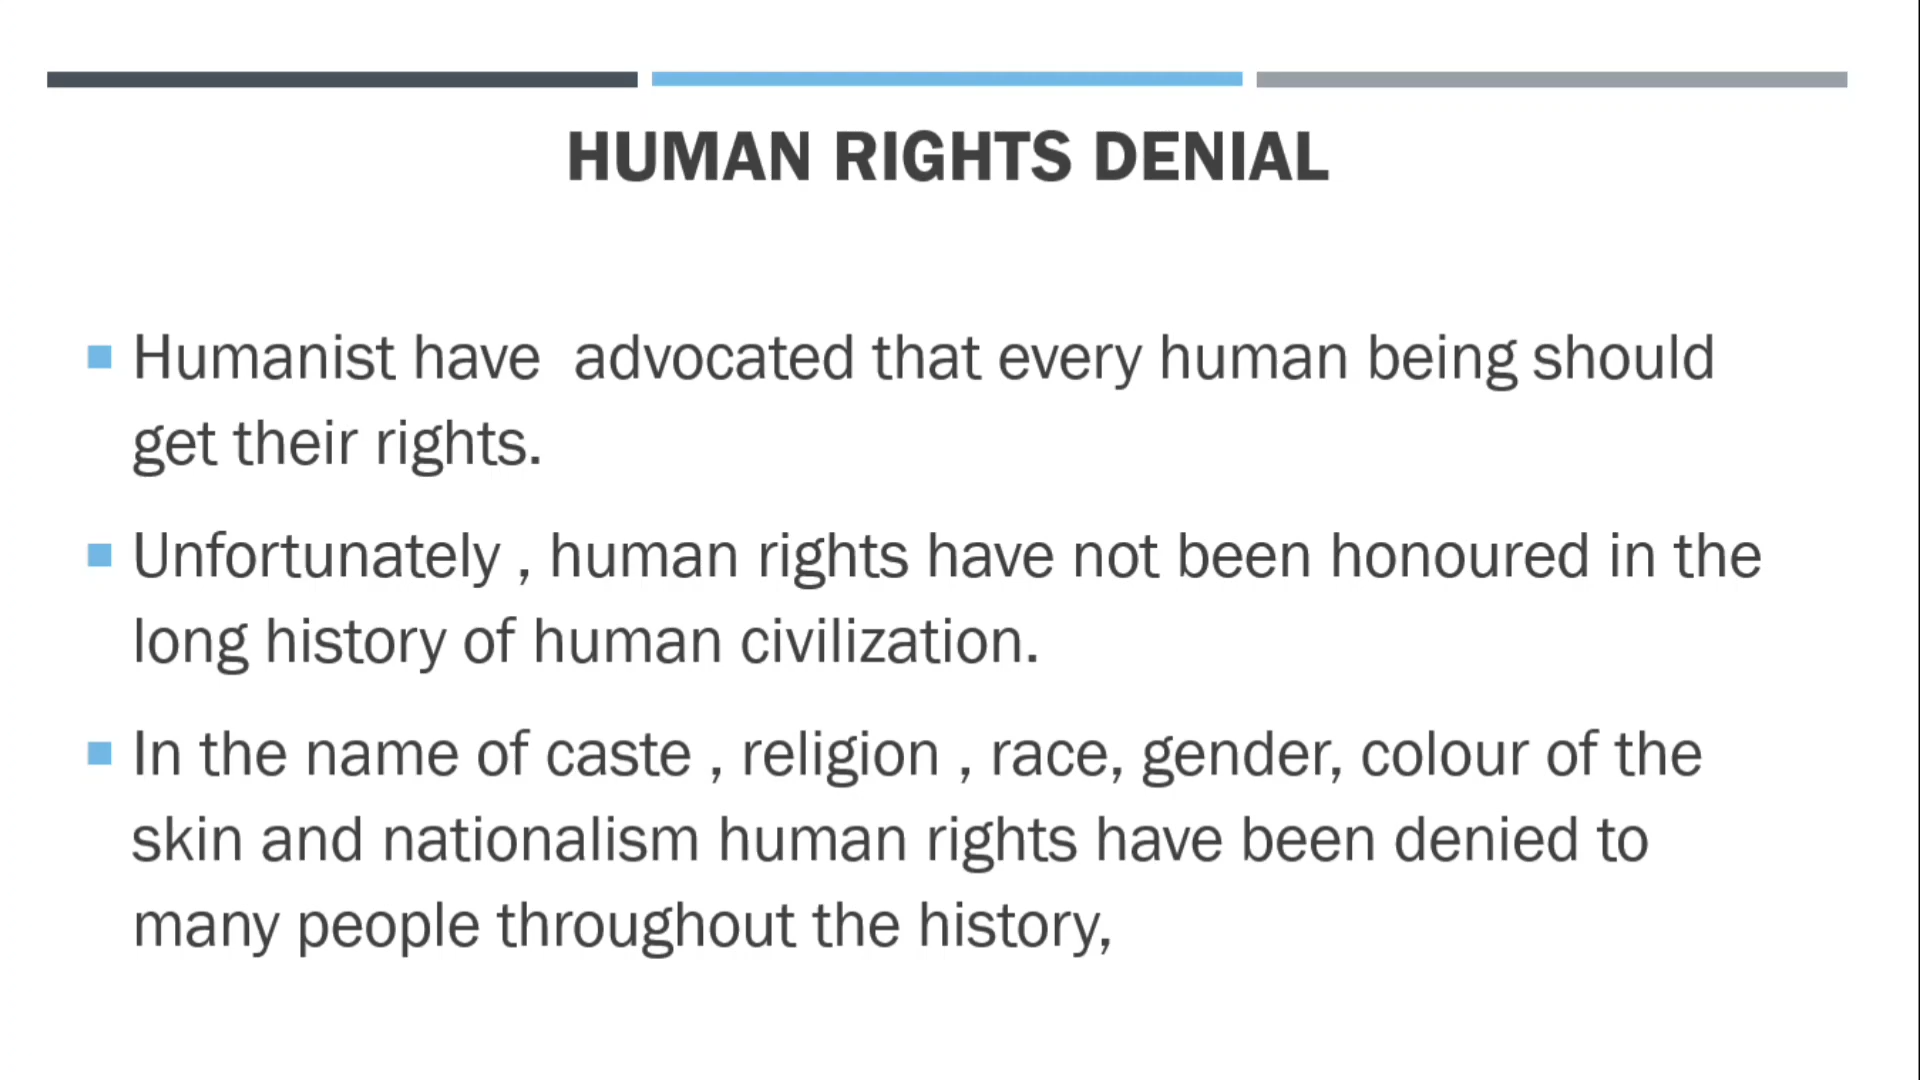 HUMAN RIGHTS DENIAL
Humanist have  advocated that every human being should
get their rights.
Unfortunately , human rights have not been honoured in the
long history of human civilization.
In the name of caste , religion , race, gender, colour of the
skin and nationalism human rights have been denied to
many people throughout the history,